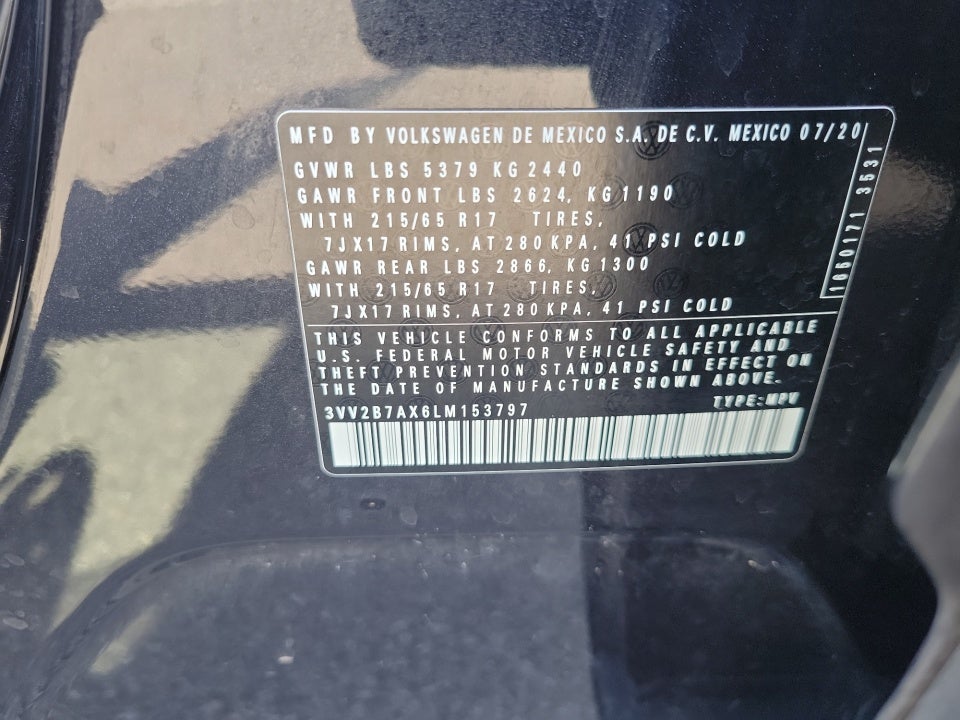 MFD BY VOLKSWAGEN DE MEXICO S.A. DE C.V. MEXICO 07/20
GVWR LBS 5379 KG 2440
GAWR FRONT LBS 2624, KG 1190
WITH 215/65 R17 TIRES,
7JX17 RIMS, AT 280 KPA, 41 PSI COLD
GAWR REAR LBS 2866, KG 1300
WITH 215/65 R17 TIRES,
7JX17 RIMS, AT 280 KPA, 41 PSI COLD
THIS VEHICLE CONFORMS TO ALL APPLICABLE
U.S. FEDERAL MOTOR VEHICLE SAFETY AND
THEFT PREVENTION STANDARDS IN EFFECT ON
THE DATE OF MANUFACTURE SHOWN ABOVE.
3VV2B7AX6LM153797 TYPE:MPV
1060171 3531